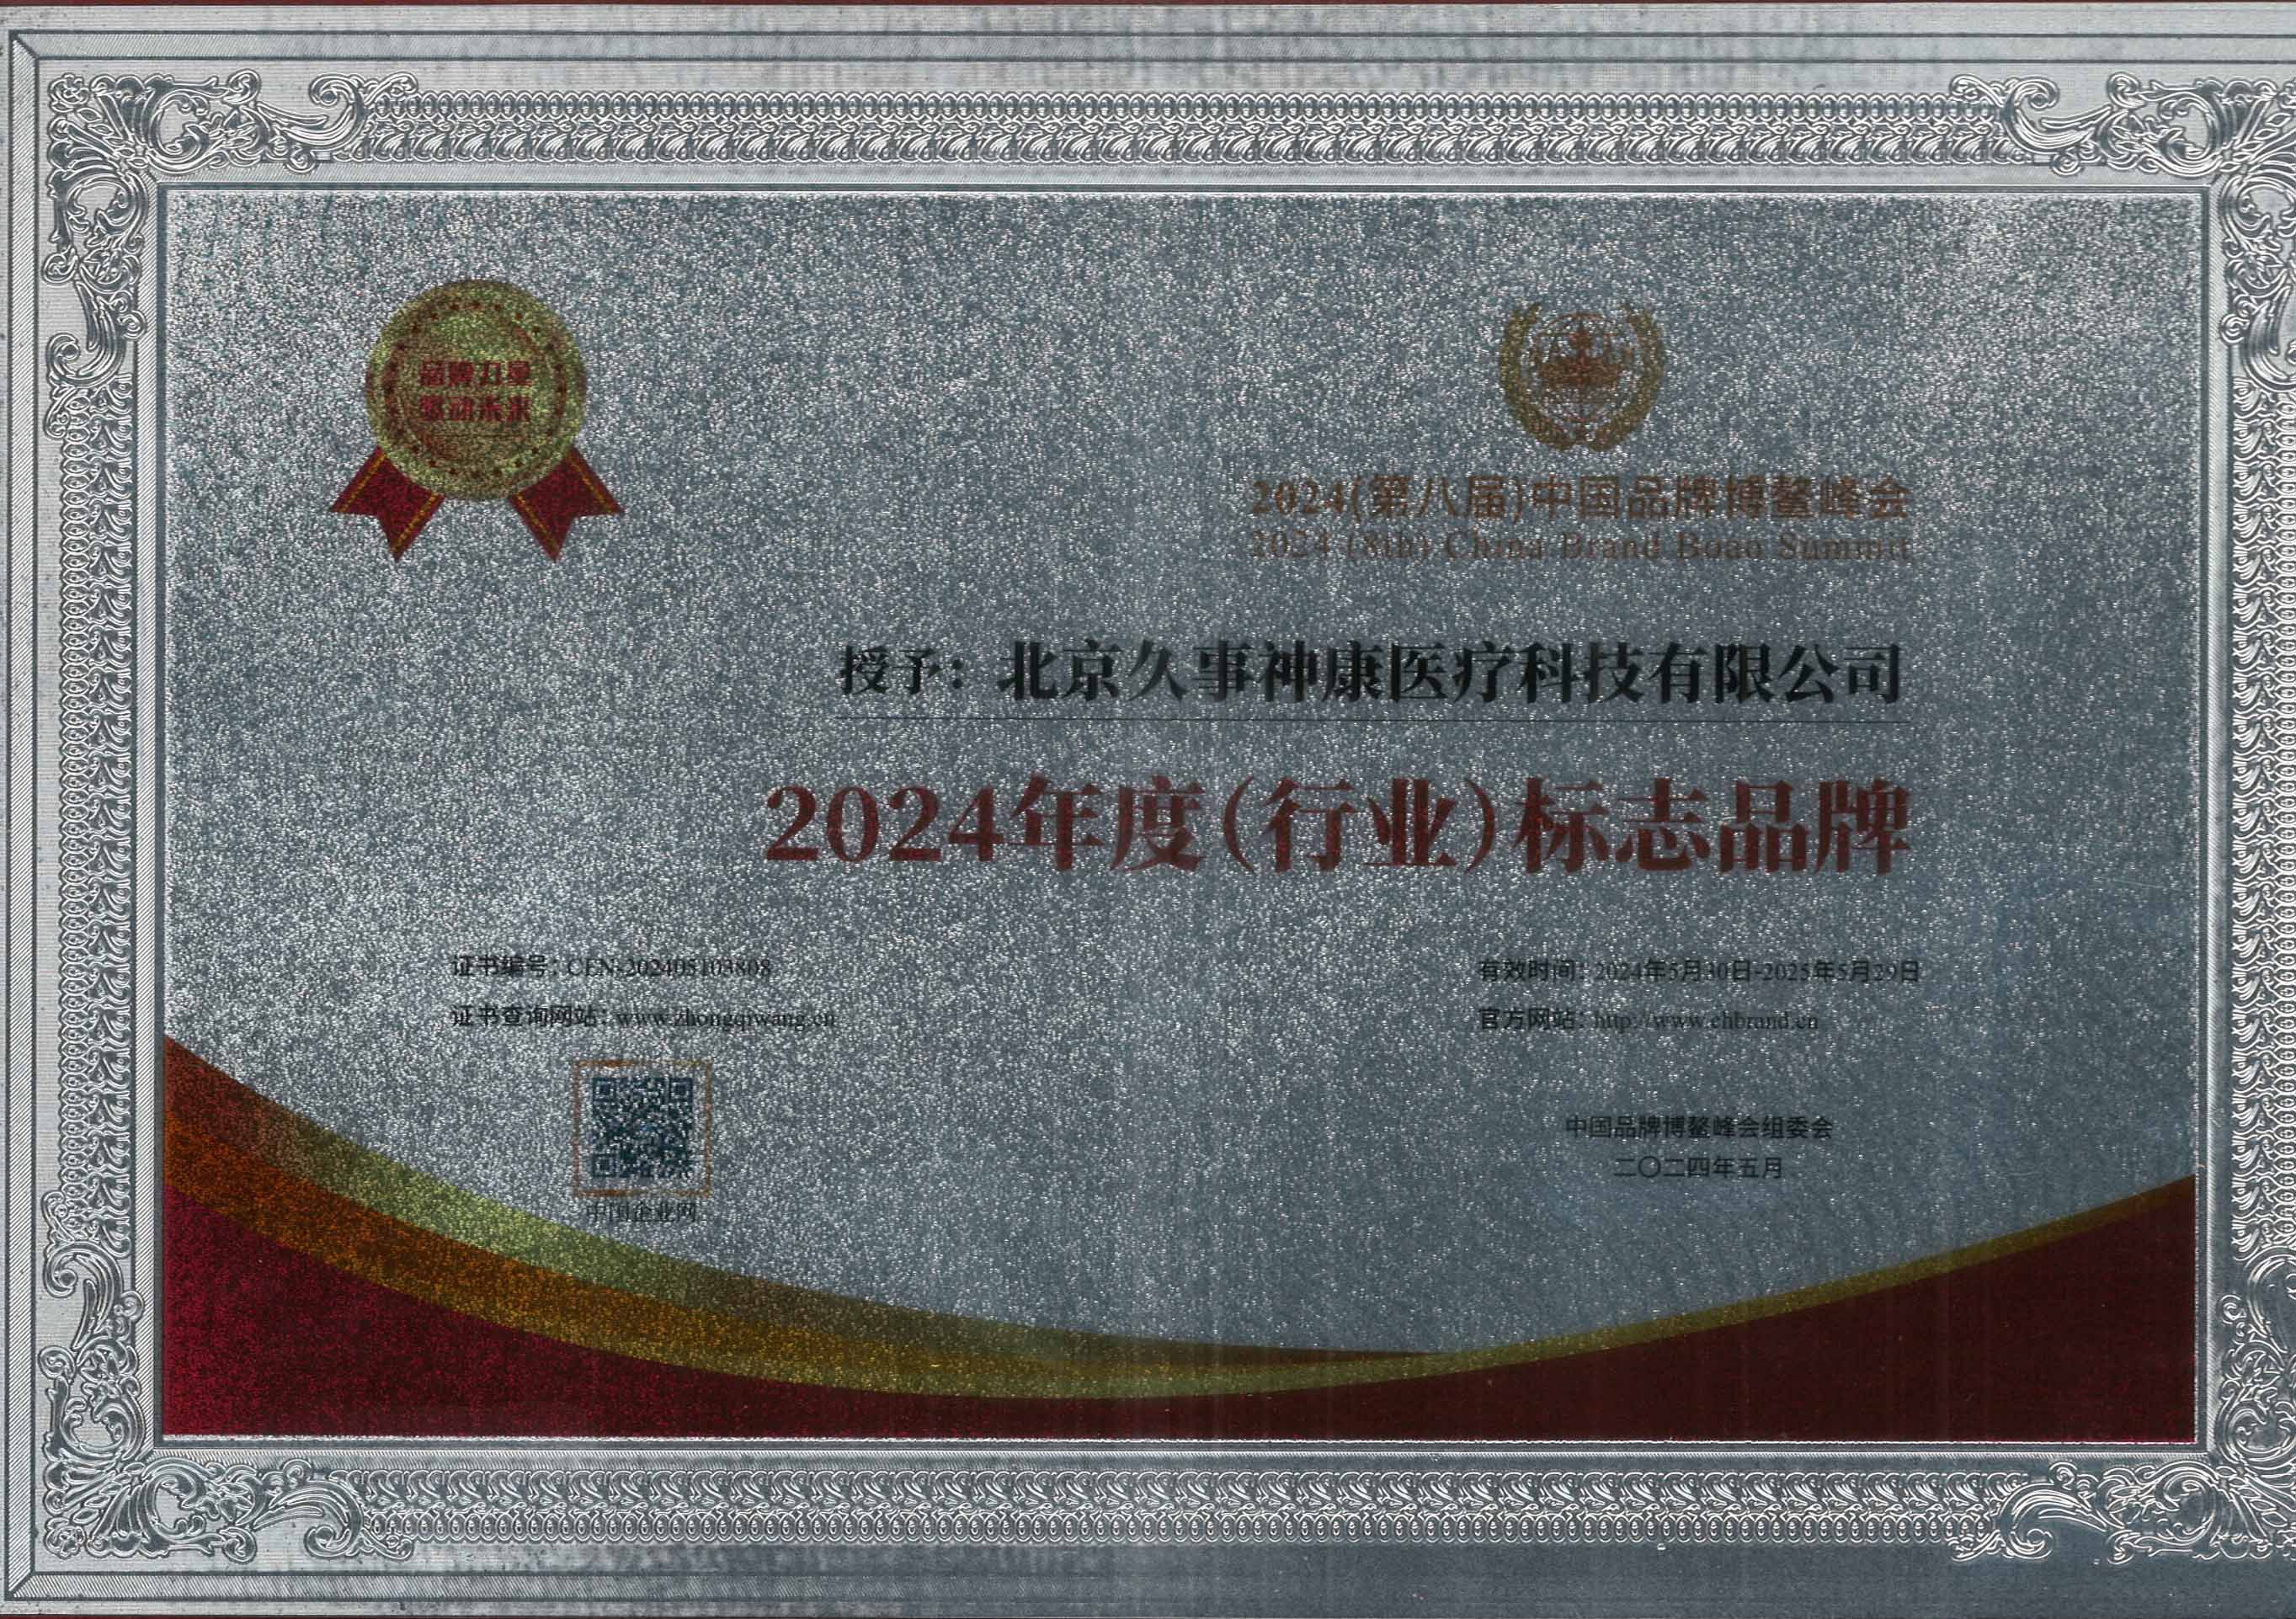 品牌力量
驱动未来
2024(第八届)中国品牌博鳌峰会
2024 (8th) China Brand Boao Summit
授予：北京久事神康医疗科技有限公司
2024年度（行业）标志品牌
证书编号：CEN-202405103808
有效时间：2024年5月30日-2025年5月29日
证书查询网站：www.zhongqiwang.cn
官方网站：http://www.chbrand.cn
中国品牌博鳌峰会组委会
二〇二四年五月
中国企业网